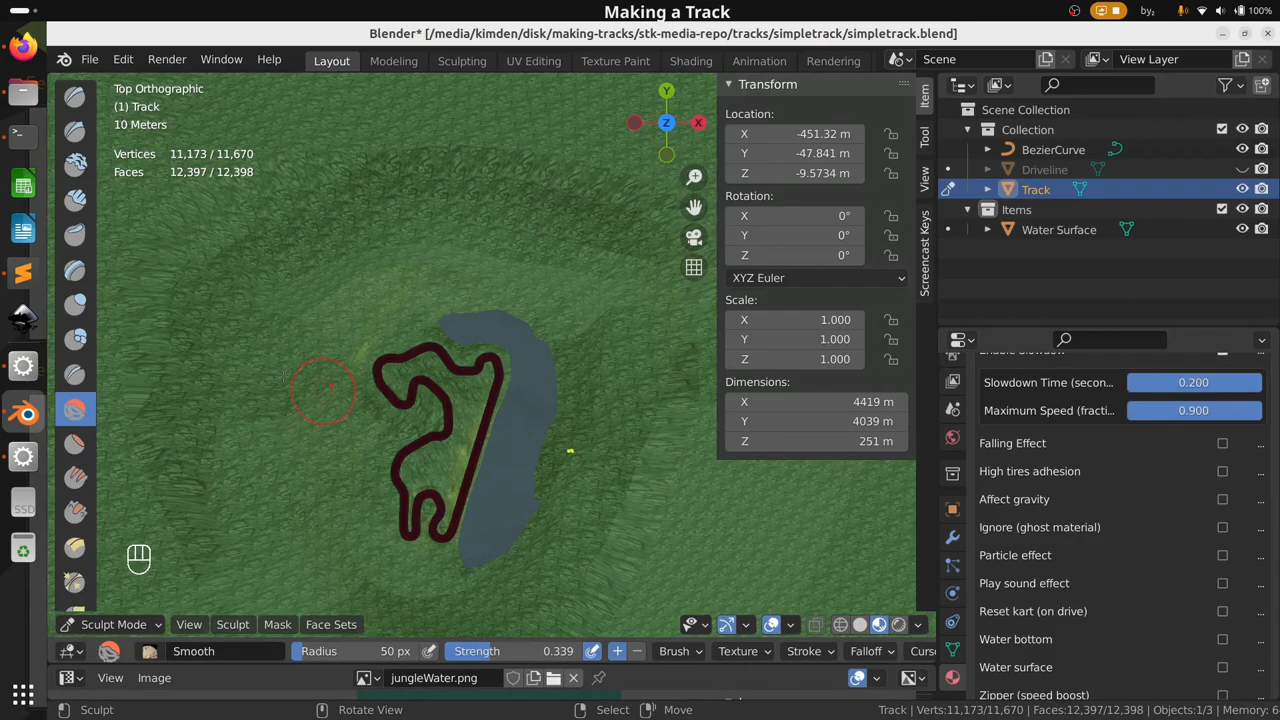 Making a Track
by₂
100%
Blender* [/media/kimden/disk/making-tracks/stk-media-repo/tracks/simpletrack/simpletrack.blend]
File Edit Render Window Help Layout Modeling Sculpting UV Editing Texture Paint Shading Animation Rendering Scene View Layer
Top Orthographic
(1) Track
10 Meters
Vertices 11,173 / 11,670
Faces 12,397 / 12,398
Y
X
Z
Transform
Location:
X -451.32 m
Y -47.841 m
Z -9.5734 m
Rotation:
X 0°
Y 0°
Z 0°
XYZ Euler
Scale:
X 1.000
Y 1.000
Z 1.000
Dimensions:
X 4419 m
Y 4039 m
Z 251 m
Item
Tool
View
Screencast Keys
Scene Collection
Collection
BezierCurve
Driveline
Track
Items
Water Surface
Slowdown Time (secon.. 0.200
Maximum Speed (fracti.. 0.900
Falling Effect
High tires adhesion
Affect gravity
Ignore (ghost material)
Particle effect
Play sound effect
Reset kart (on drive)
Water bottom
Water surface
Zipper (speed boost)
SSD
Sculpt Mode View Sculpt Mask Face Sets
Smooth Radius 50 px Strength 0.339 Brush Texture Stroke Falloff Curs
View Image jungleWater.png
Sculpt Rotate View Select Move Track | Verts:11,173/11,670 | Faces:12,397/12,398 | Objects:1/3 | Memory: 6